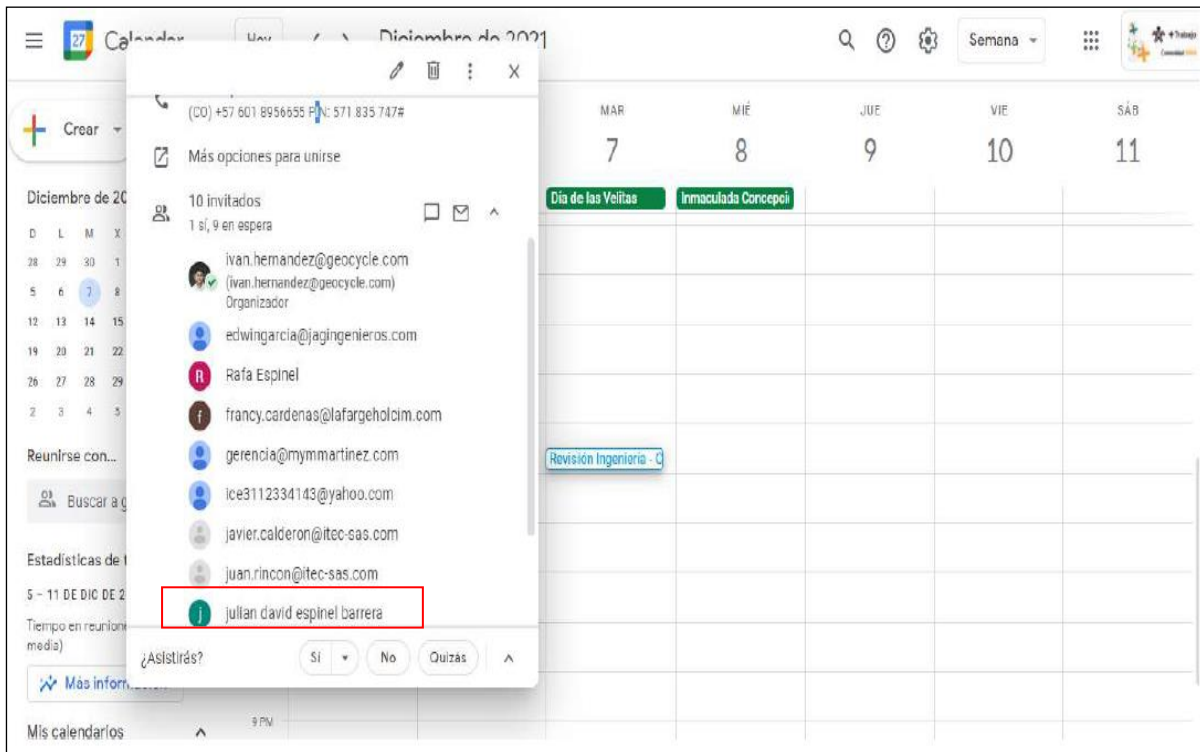 27 Calendar Hoy Diciembre de 2021 Semana
+Trabajo
(CO) +57 601 8956655 PIN: 571 835 747#
Más opciones para unirse
10 invitados
1 sí, 9 en espera
ivan.hernandez@geocycle.com
(ivan.hernandez@geocycle.com)
Organizador
edwingarcia@jagingenieros.com
R Rafa Espinel
f francy.cardenas@lafargeholcim.com
gerencia@mymmartinez.com
ice3112334143@yahoo.com
javier.calderon@itec-sas.com
juan.rincon@itec-sas.com
j julian david espinel barrera
¿Asistirás? Sí No Quizás
Crear
Diciembre de 20
D L M X
28 29 30 1
5 6 7 8
12 13 14 15
19 20 21 22
26 27 28 29
2 3 4 5
Reunirse con...
Buscar a g
Estadísticas de t
5 – 11 DE DIC DE 2
Tiempo en reunione
media)
Más inform
Mis calendarios
MAR MIÉ JUE VIE SÁB
7 8 9 10 11
Día de las Velitas Inmaculada Concepci
Revisión Ingeniería - C
9 PM